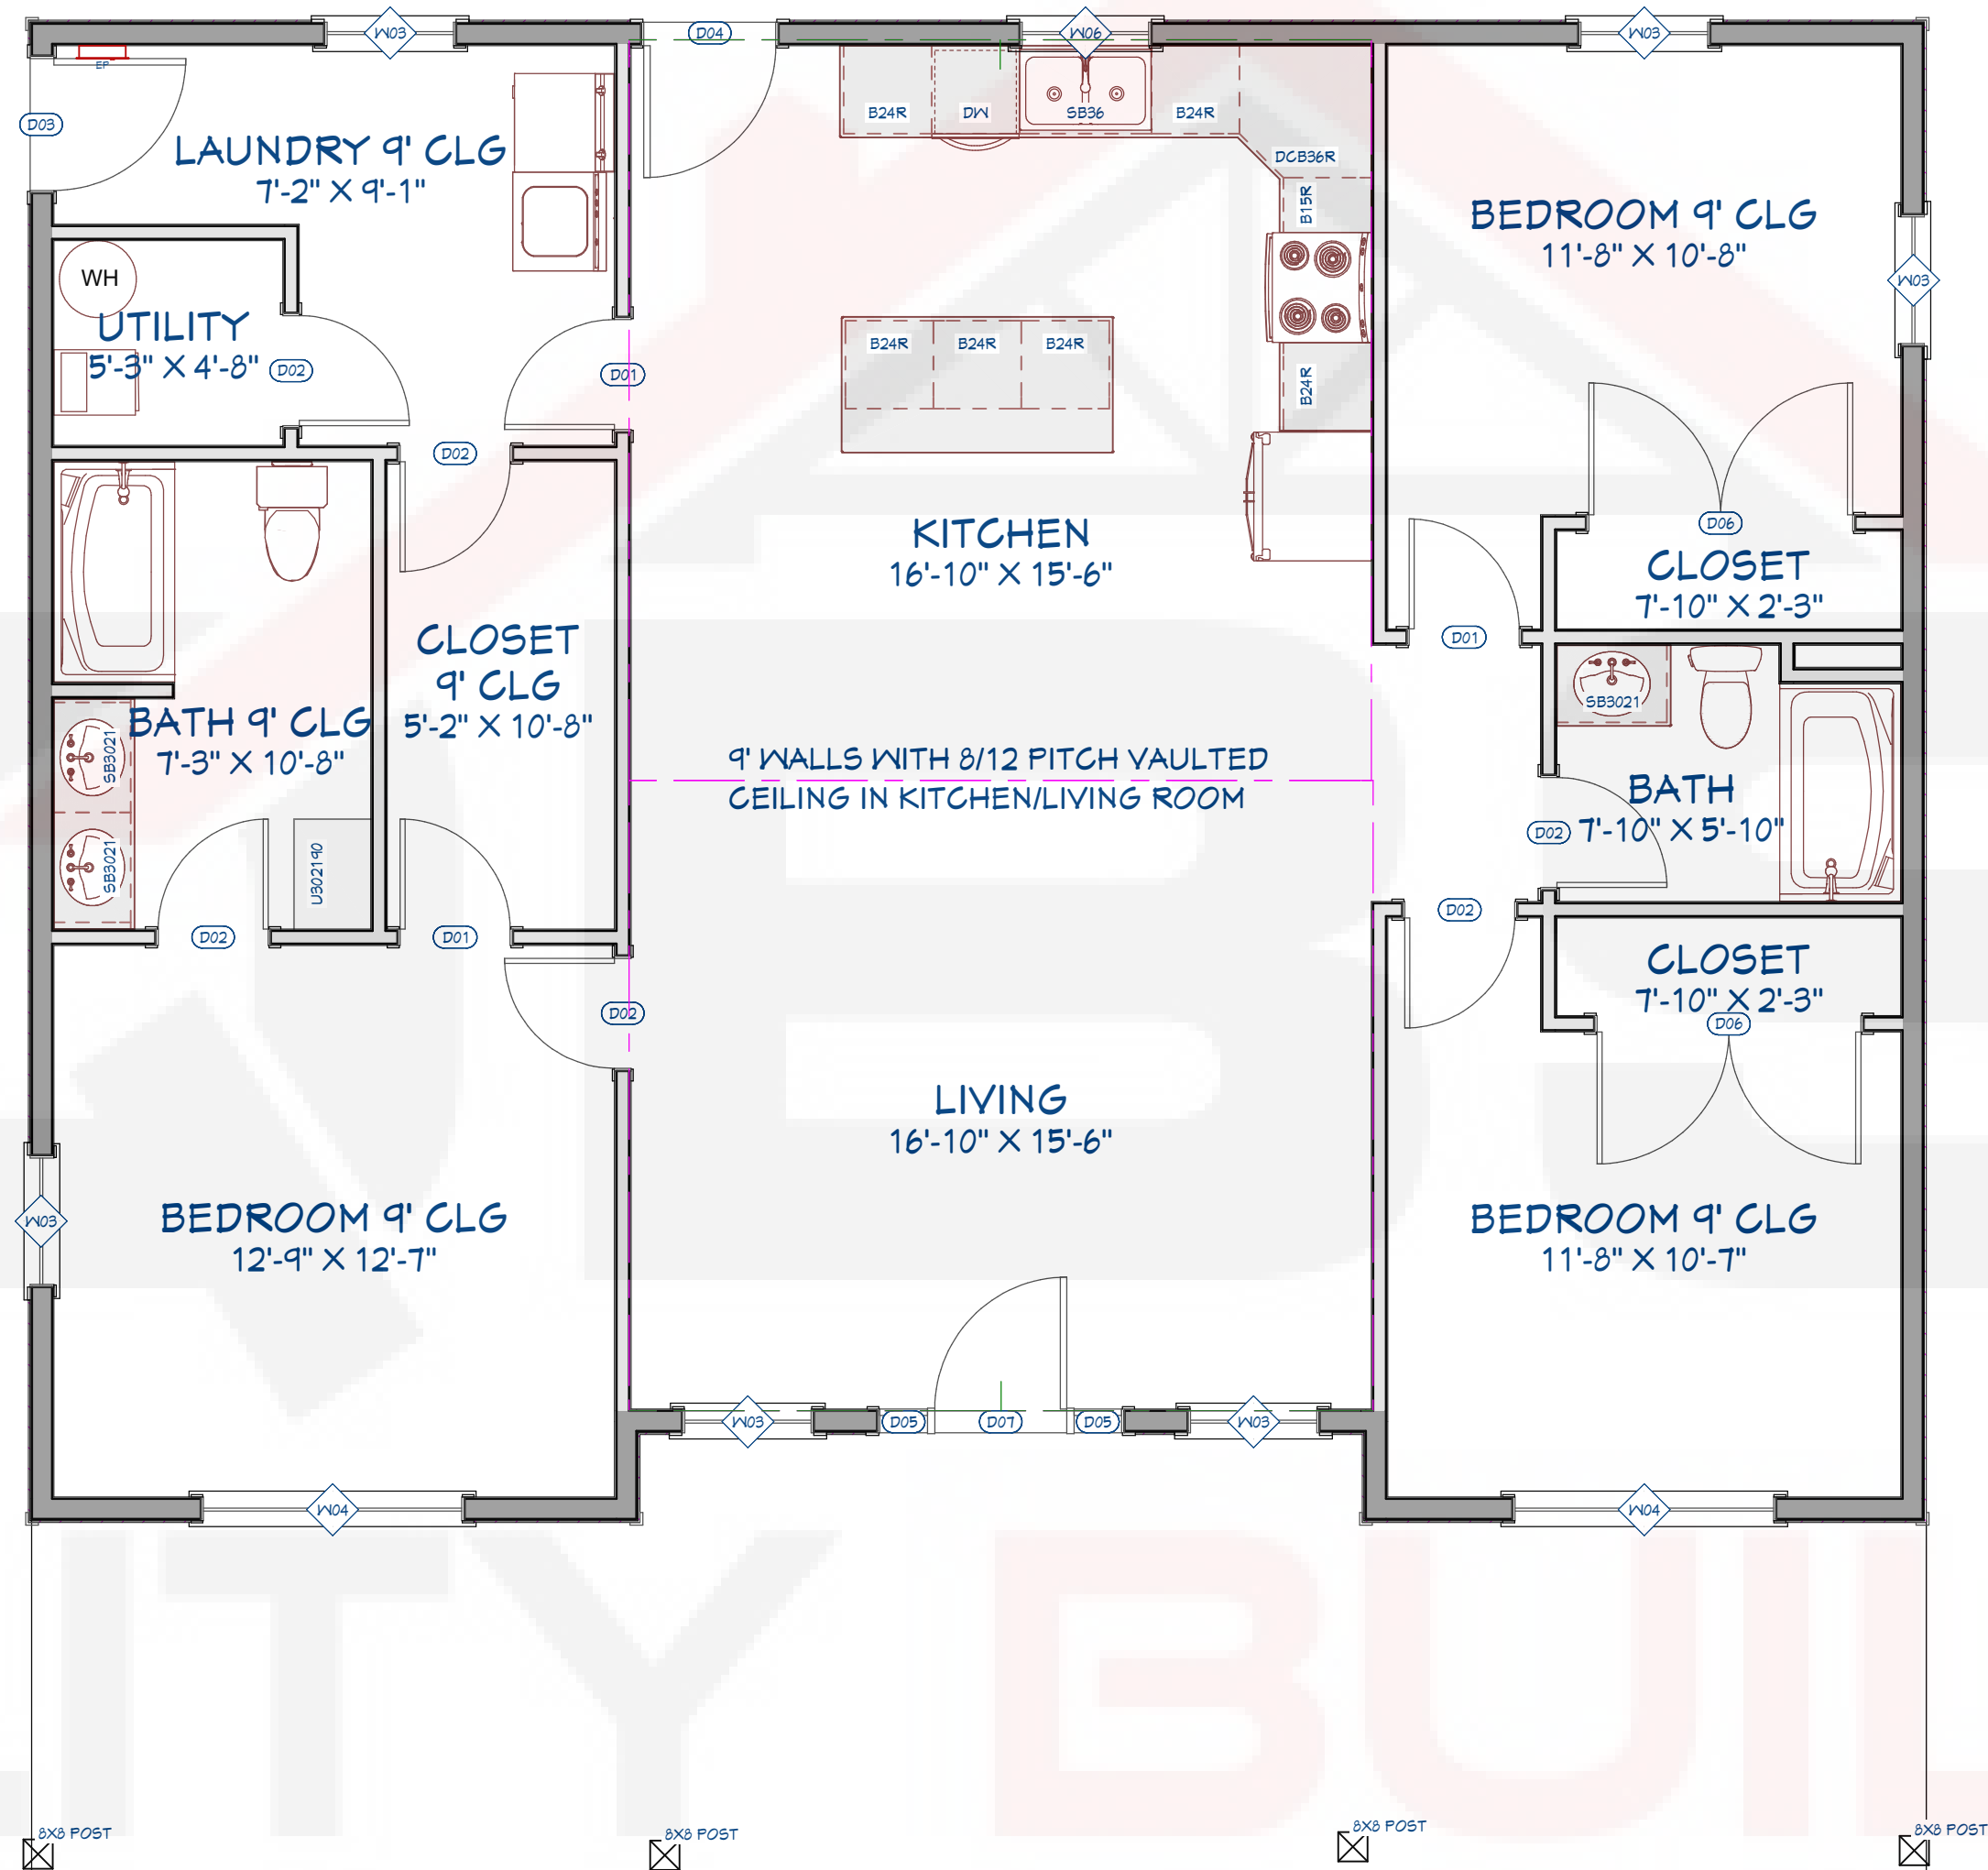 W03
D04
W06
W03
EP
D03
B24R
DW
SB36
B24R
LAUNDRY 9' CLG
7'-2" X 9'-1"
DCB36R
B15R
BEDROOM 9' CLG
11'-8" X 10'-8"
WH
W03
UTILITY
5'-3" X 4'-8"
D02
D01
B24R
B24R
B24R
B24R
D02
KITCHEN
16'-10" X 15'-6"
D06
CLOSET
7'-10" X 2'-3"
CLOSET
9' CLG
5'-2" X 10'-8"
D01
SB3021
BATH 9' CLG
7'-3" X 10'-8"
SB3021
9' WALLS WITH 8/12 PITCH VAULTED
CEILING IN KITCHEN/LIVING ROOM
BATH
7'-10" X 5'-10"
D02
SB3021
U302190
D02
D01
D02
CLOSET
7'-10" X 2'-3"
D06
D02
LIVING
16'-10" X 15'-6"
W03
BEDROOM 9' CLG
12'-9" X 12'-7"
BEDROOM 9' CLG
11'-8" X 10'-7"
W03
D05
D07
D05
W03
W04
W04
LITY BUIL
8X8 POST
8X8 POST
8X8 POST
8X8 POST